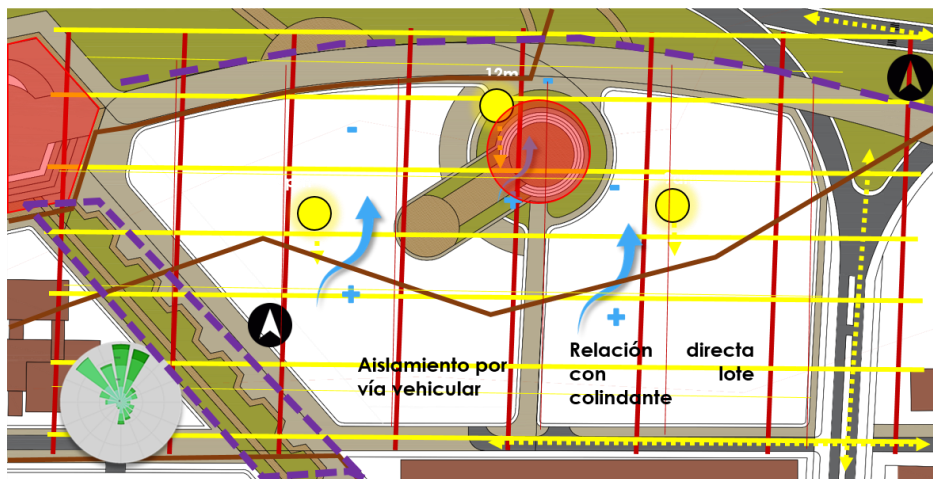 12m
Aislamiento por
vía vehicular
Relación directa
con lote
colindante